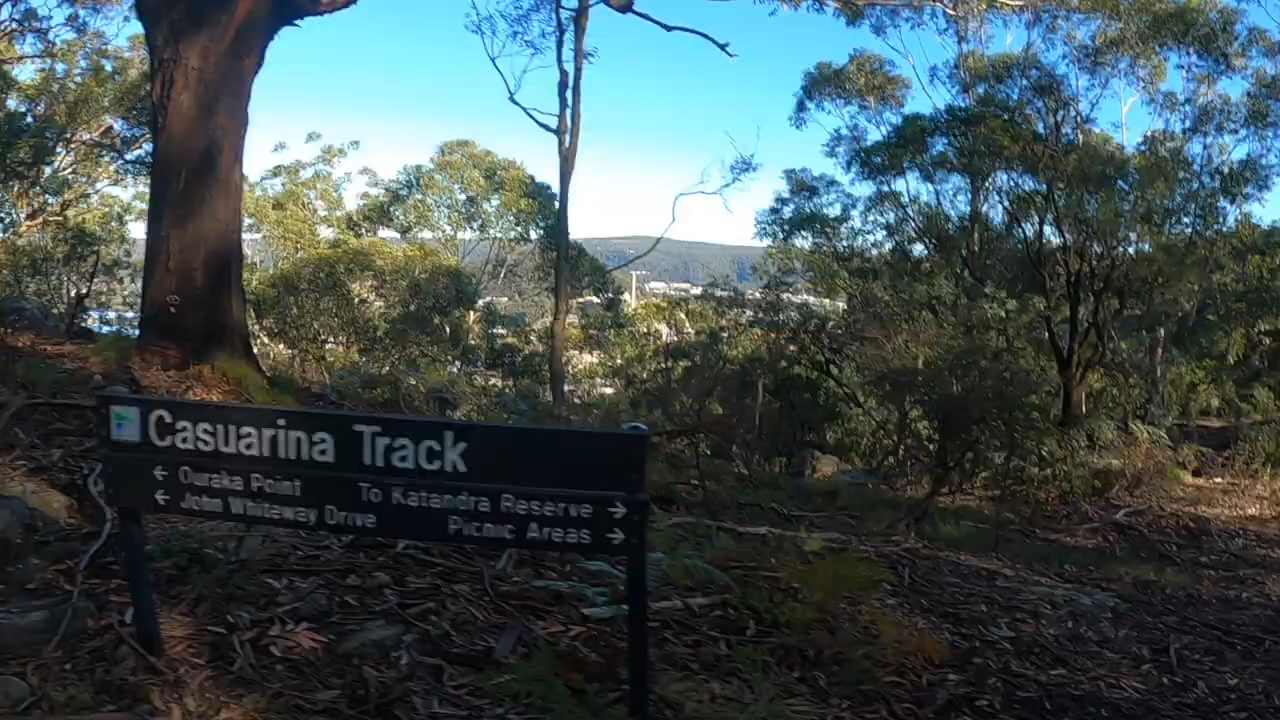 Casuarina Track
← Ouraka Point
To Katandra Reserve →
← John Whiteway Drive
Picnic Areas →